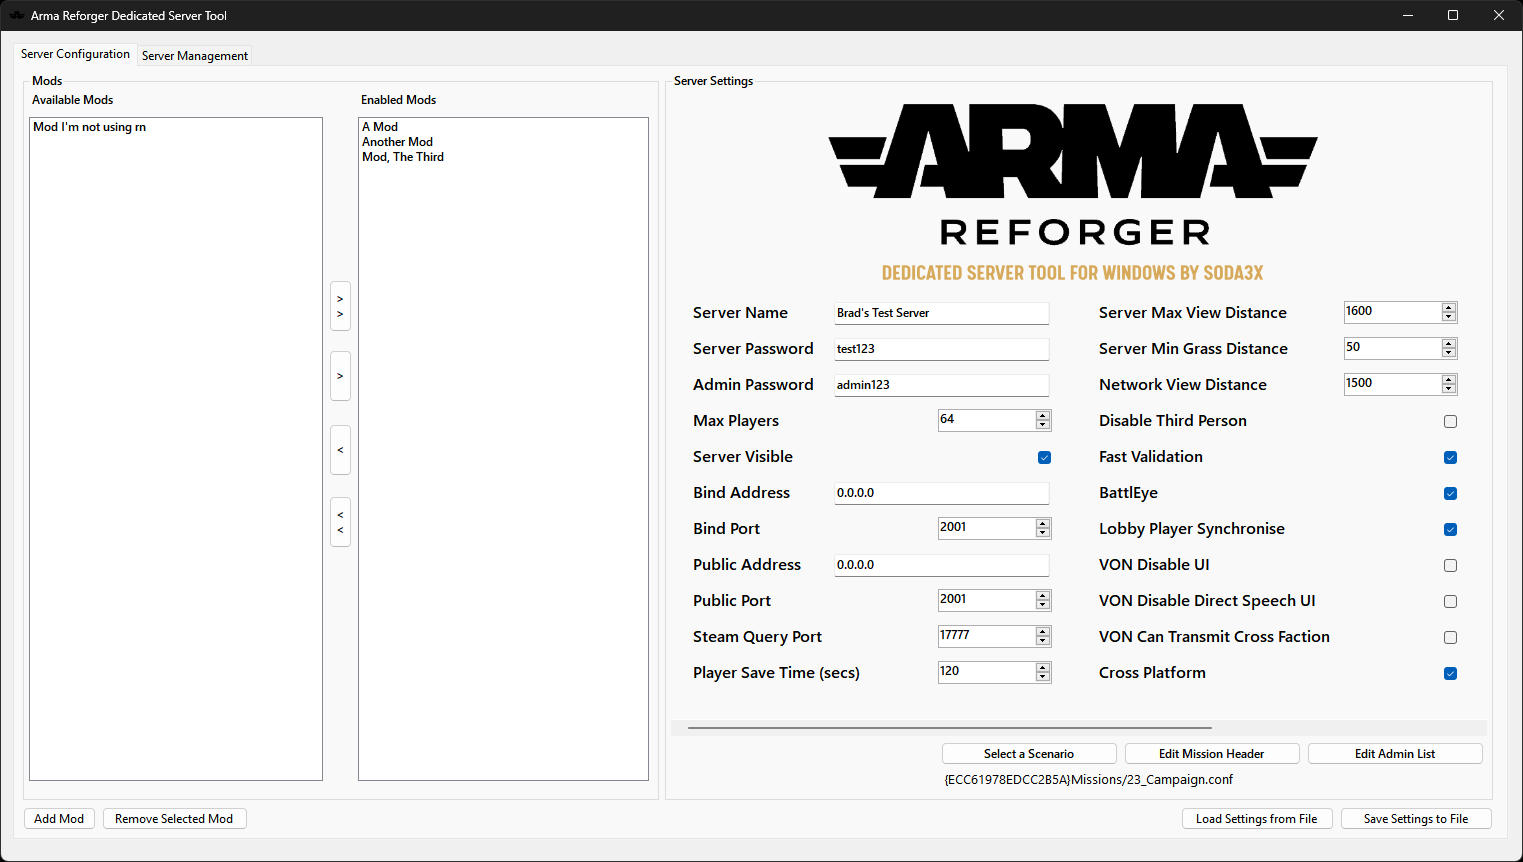 Arma Reforger Dedicated Server Tool
Server Configuration
Server Management
Mods
Available Mods
Enabled Mods
Mod I'm not using rn
A Mod
Another Mod
Mod, The Third
>
>
>
<
<
<
Server Settings
ARMA
REFORGER
DEDICATED SERVER TOOL FOR WINDOWS BY SODA3X
Server Name
Brad's Test Server
Server Password
test123
Admin Password
admin123
Max Players
64
Server Visible
Bind Address
0.0.0.0
Bind Port
2001
Public Address
0.0.0.0
Public Port
2001
Steam Query Port
17777
Player Save Time (secs)
120
Server Max View Distance
1600
Server Min Grass Distance
50
Network View Distance
1500
Disable Third Person
Fast Validation
BattlEye
Lobby Player Synchronise
VON Disable UI
VON Disable Direct Speech UI
VON Can Transmit Cross Faction
Cross Platform
Select a Scenario
Edit Mission Header
Edit Admin List
{ECC61978EDCC2B5A}Missions/23_Campaign.conf
Add Mod
Remove Selected Mod
Load Settings from File
Save Settings to File